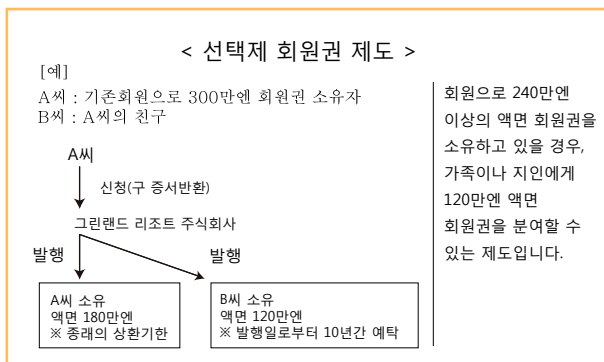 < 선택제 회원권 제도 >
[예]
A씨 : 기존회원으로 300만엔 회원권 소유자
B씨 : A씨의 친구
A씨
신청(구 증서반환)
그린랜드 리조트 주식회사
발행
발행
A씨 소유
액면 180만엔
※ 종래의 상환기한
B씨 소유
액면 120만엔
※ 발행일로부터 10년간 예탁
회원으로 240만엔
이상의 액면 회원권을
소유하고 있을 경우,
가족이나 지인에게
120만엔 액면
회원권을 분여할 수
있는 제도입니다.